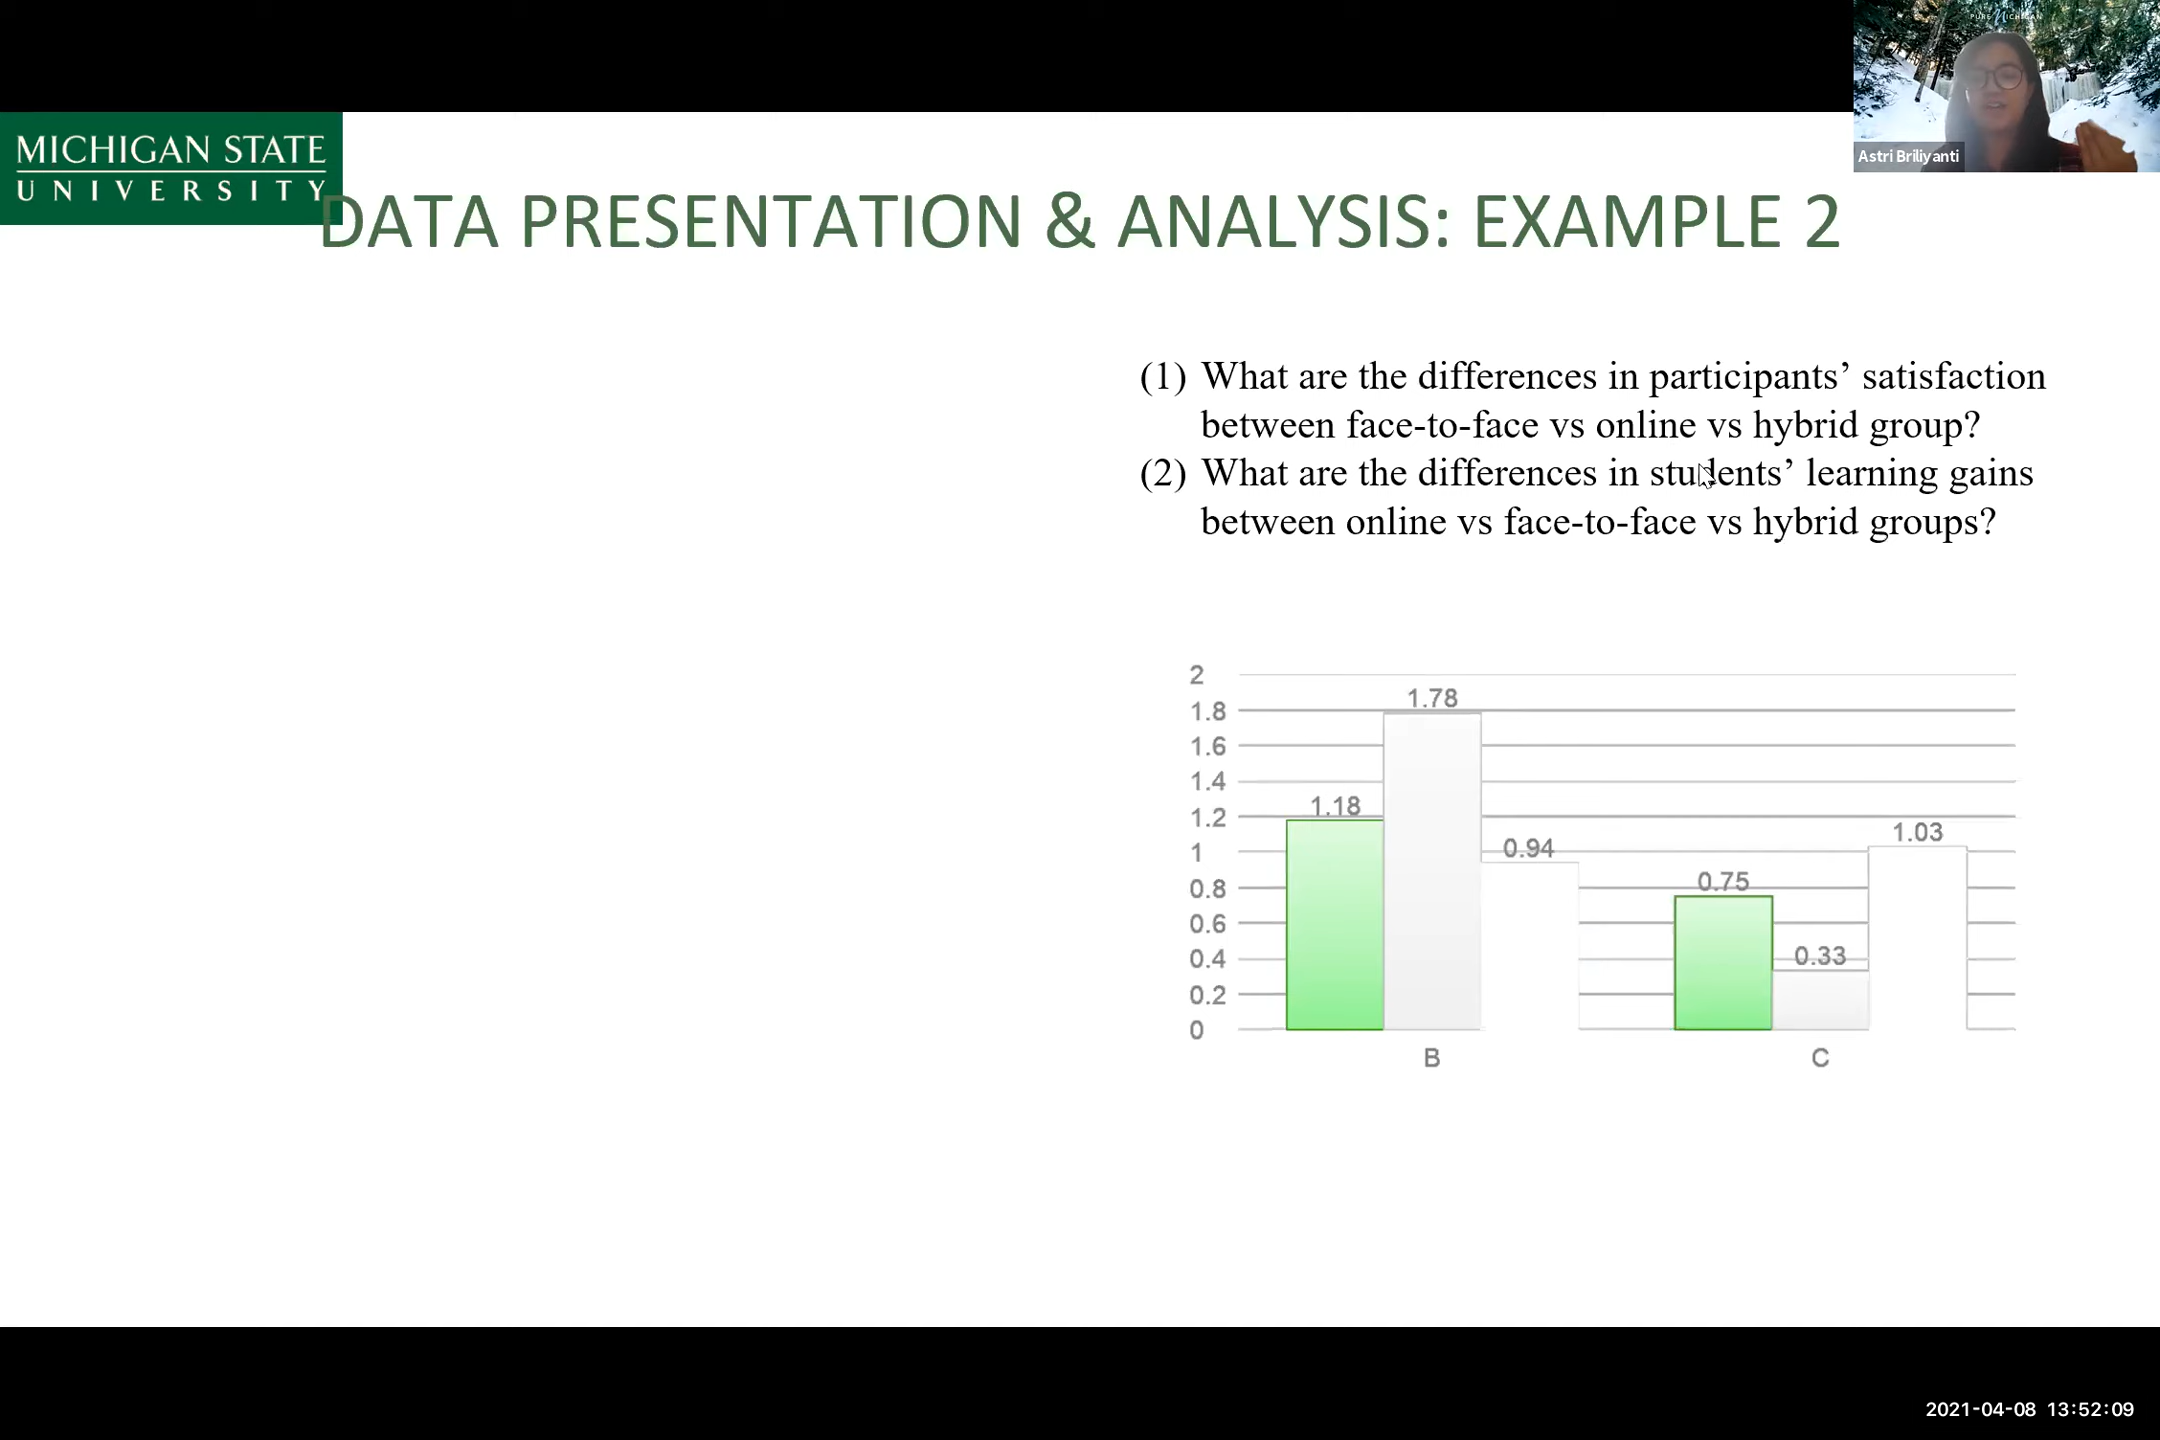 PURE MICHIGAN
Astri Briliyanti
MICHIGAN STATE
UNIVERSITY
DATA PRESENTATION & ANALYSIS: EXAMPLE 2
(1) What are the differences in participants’ satisfaction
between face-to-face vs online vs hybrid group?
(2) What are the differences in students’ learning gains
between online vs face-to-face vs hybrid groups?
2
1.8
1.6
1.4
1.2
1
0.8
0.6
0.4
0.2
0
1.18
1.78
0.94
0.75
0.33
1.03
B
C
2021-04-08 13:52:09